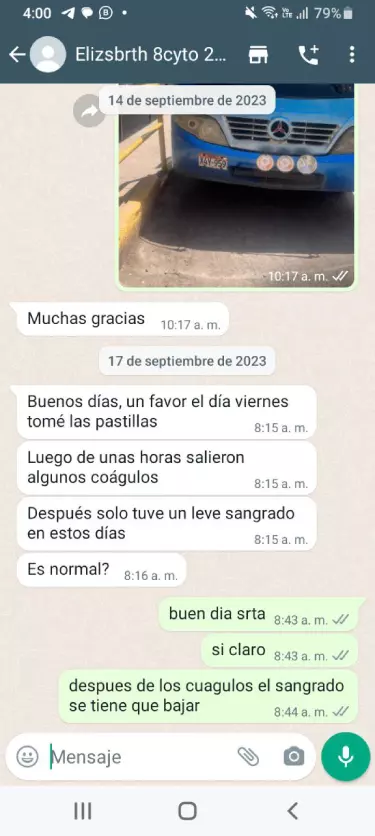 4:00
79%
Elizsbrth 8cyto 2...
14 de septiembre de 2023
10:17 a. m.
Muchas gracias 10:17 a. m.
17 de septiembre de 2023
Buenos días, un favor el día viernes
tomé las pastillas
8:15 a. m.
Luego de unas horas salieron
algunos coágulos
8:15 a. m.
Después solo tuve un leve sangrado
en estos días
8:15 a. m.
Es normal? 8:16 a. m.
buen dia srta 8:43 a. m.
si claro 8:43 a. m.
despues de los cuagulos el sangrado
se tiene que bajar
8:44 a. m.
Mensaje